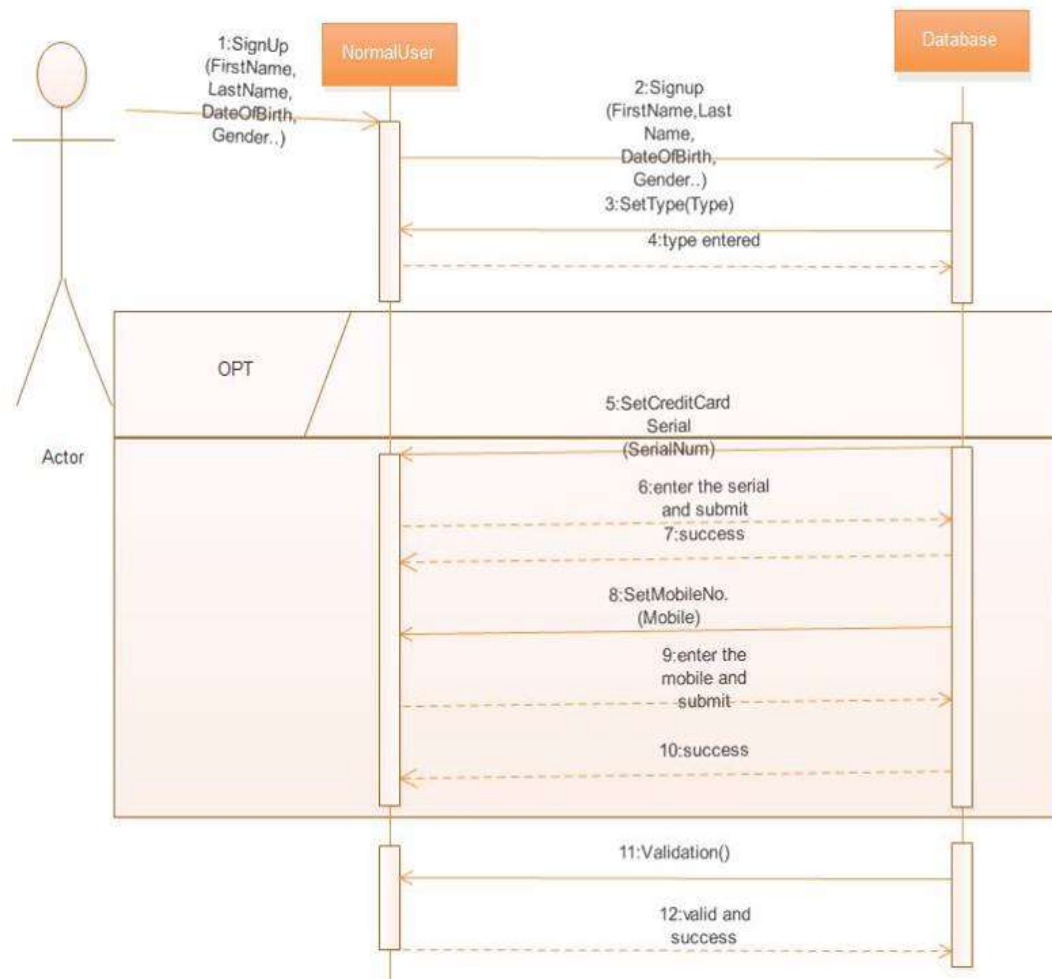 1:SignUp
(FirstName,
LastName,
DateOfBirth,
Gender..)
NormalUser
Database
2:Signup
(FirstName,Last
Name,
DateOfBirth,
Gender..)
3:SetType(Type)
4:type entered
OPT
Actor
5:SetCreditCard
Serial
(SerialNum)
6:enter the serial
and submit
7:success
8:SetMobileNo.
(Mobile)
9:enter the
mobile and
submit
10:success
11:Validation()
12:valid and
success